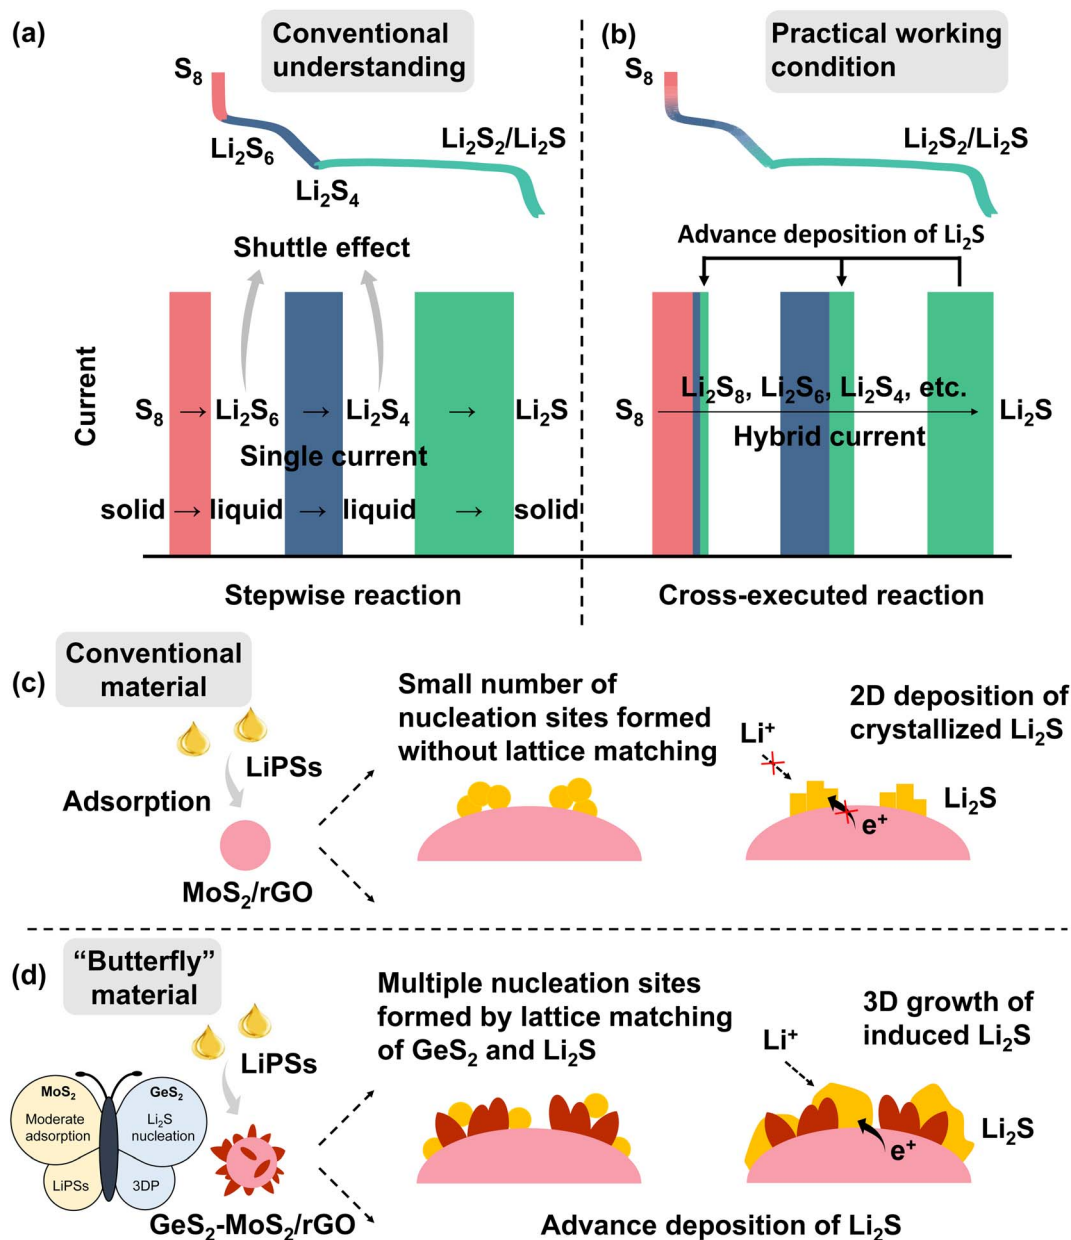 (a)
Conventional
understanding
S₈
Li₂S₆
Li₂S₄
Li₂S₂/Li₂S
Shuttle effect
Current
S₈ → Li₂S₆ → Li₂S₄ → Li₂S
Single current
solid → liquid → liquid → solid
Stepwise reaction
(b)
Practical working
condition
S₈
Li₂S₂/Li₂S
Advance deposition of Li₂S
Li₂S₈, Li₂S₆, Li₂S₄, etc.
S₈
Li₂S
Hybrid current
Cross-executed reaction
(c)
Conventional
material
LiPSs
Adsorption
MoS₂/rGO
Small number of
nucleation sites formed
without lattice matching
2D deposition of
crystallized Li₂S
Li⁺
Li₂S
e⁺
(d)
“Butterfly”
material
LiPSs
MoS₂
Moderate
adsorption
LiPSs
GeS₂
Li₂S
nucleation
3DP
GeS₂-MoS₂/rGO
Multiple nucleation sites
formed by lattice matching
of GeS₂ and Li₂S
3D growth of
induced Li₂S
Li⁺
Li₂S
e⁺
Advance deposition of Li₂S